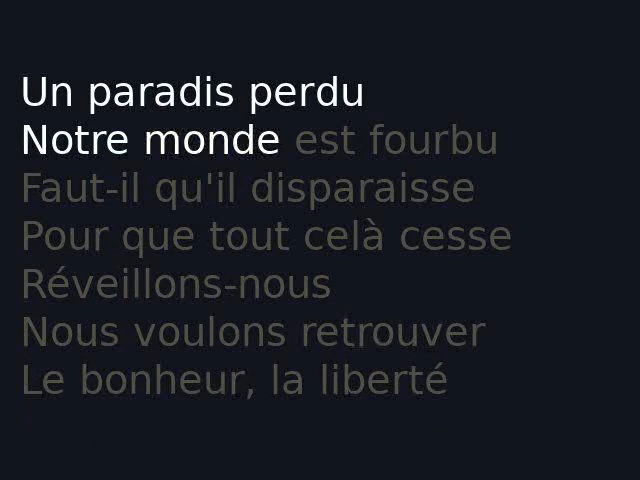 Un paradis perdu
Notre monde est fourbu
Faut-il qu'il disparaisse
Pour que tout celà cesse
Réveillons-nous
Nous voulons retrouver
Le bonheur, la liberté